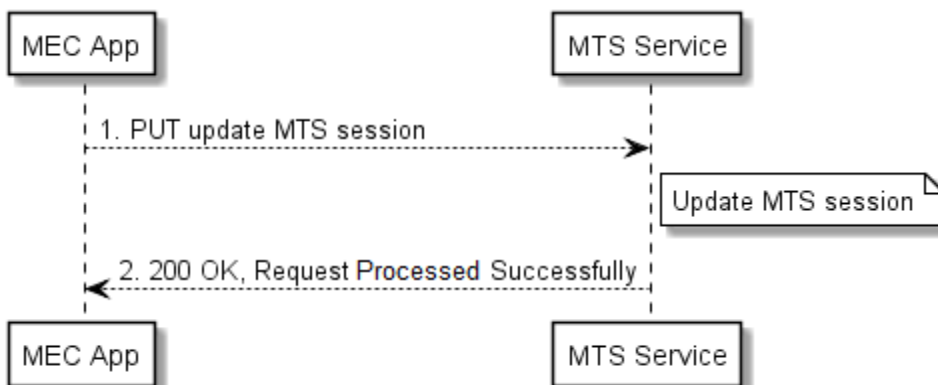 MEC App
MTS Service
1. PUT update MTS session
Update MTS session
2. 200 OK, Request Processed Successfully
MEC App
MTS Service